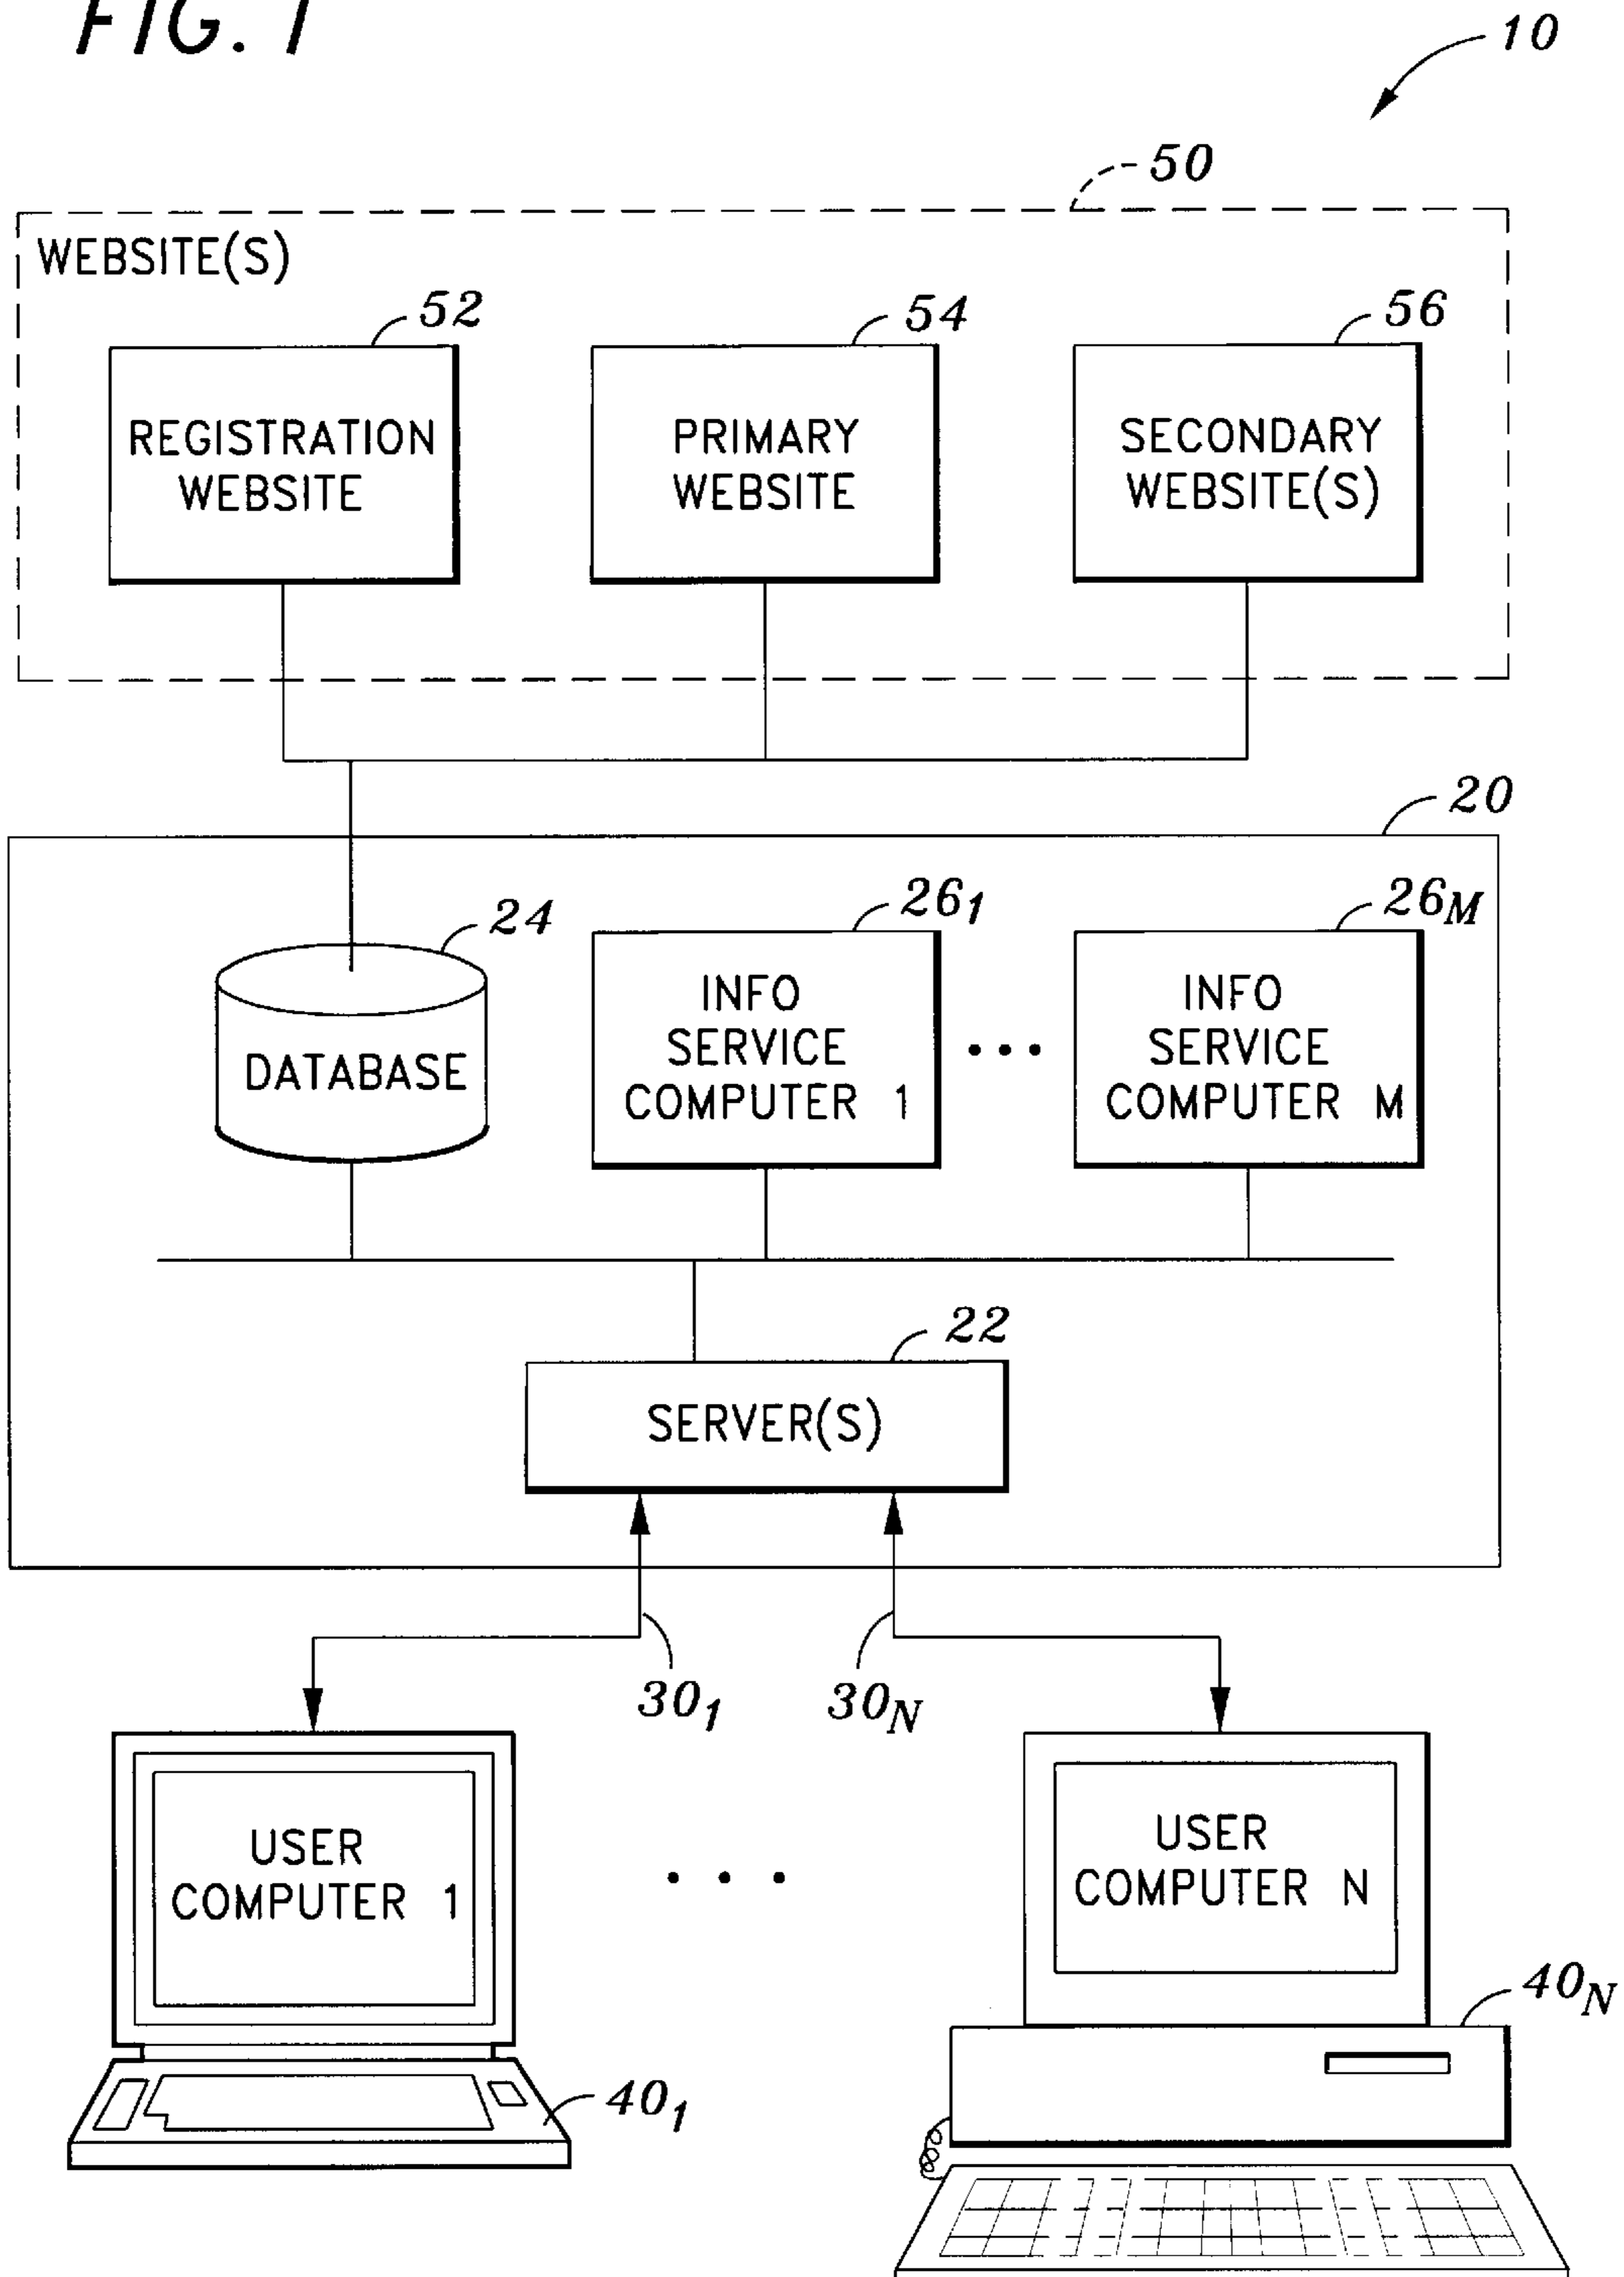 FIG. 1
10
50
WEBSITE(S)
52
54
56
REGISTRATION
WEBSITE
PRIMARY
WEBSITE
SECONDARY
WEBSITE(S)
20
24
26₁
26M
DATABASE
INFO
SERVICE
COMPUTER 1
INFO
SERVICE
COMPUTER M
22
SERVER(S)
30₁
30N
USER
COMPUTER 1
USER
COMPUTER N
40N
40₁